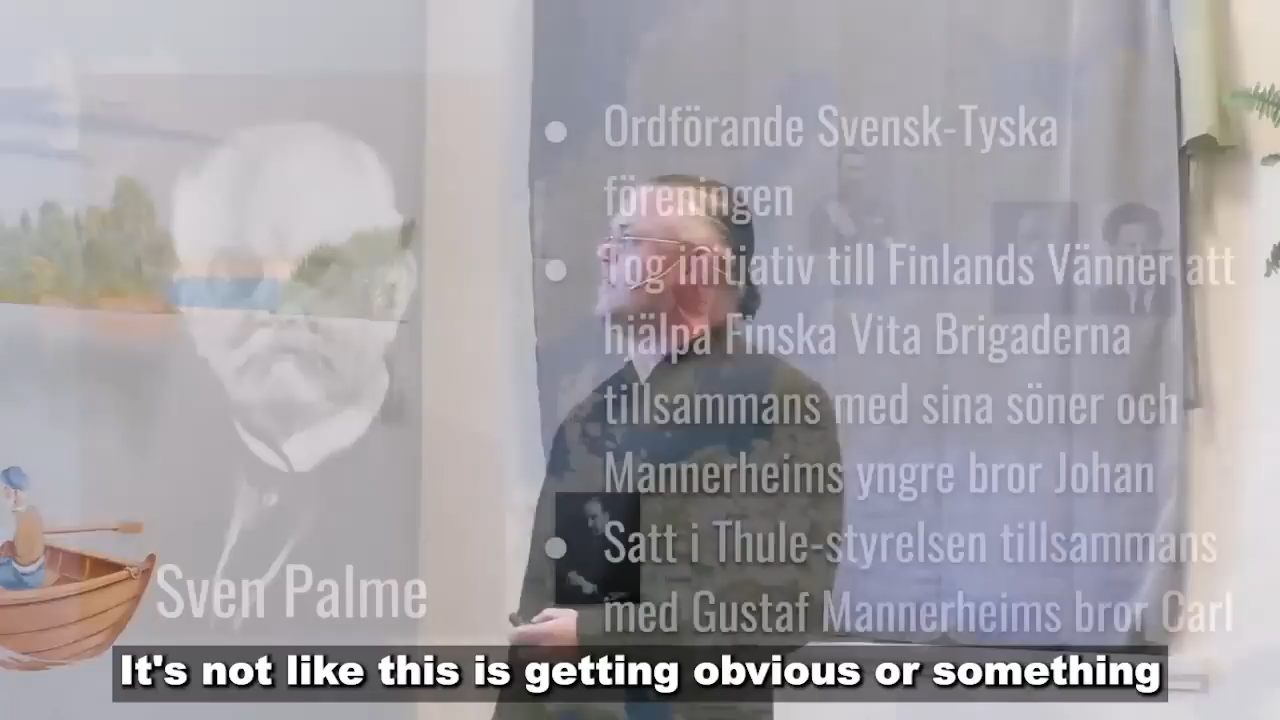 Ordförande Svensk-Tyska
föreningen
Tog initiativ till Finlands Vänner att
hjälpa Finska Vita Brigaderna
tillsammans med sina söner och
Mannerheims yngre bror Johan
Satt i Thule-styrelsen tillsammans
med Gustaf Mannerheims bror Carl
Sven Palme
It's not like this is getting obvious or something